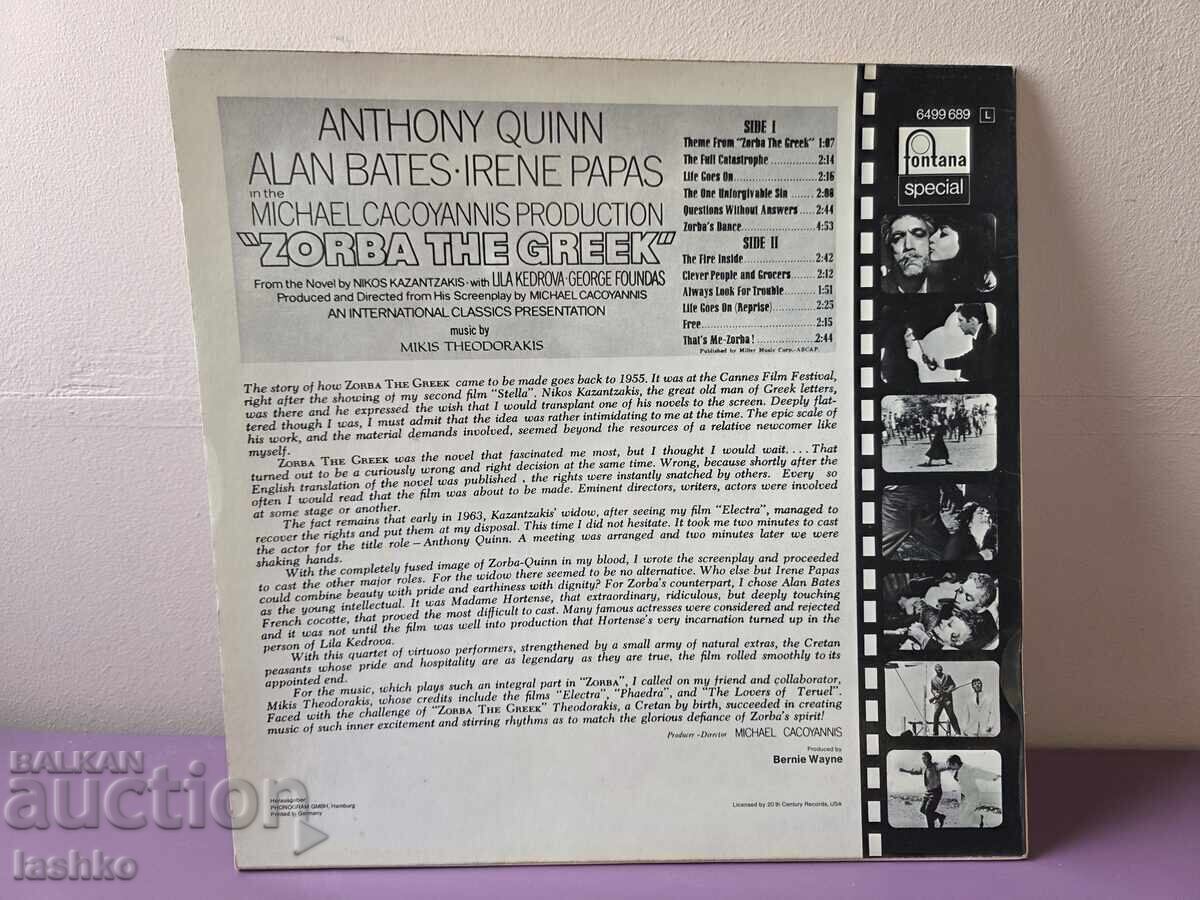 ANTHONY QUINN
ALAN BATES·IRENE PAPAS
in the
MICHAEL CACOYANNIS PRODUCTION
"ZORBA THE GREEK"
From the Novel by NIKOS KAZANTZAKIS - with LILA KEDROVA · GEORGE FOUNDAS
Produced and Directed from His Screenplay by MICHAEL CACOYANNIS
AN INTERNATIONAL CLASSICS PRESENTATION
music by
MIKIS THEODORAKIS
SIDE I
Theme From "Zorba The Greek" 1:07
The Full Catastrophe ............ 2:14
Life Goes On ............ 2:16
The One Unforgivable Sin ....... 2:08
Questions Without Answers ..... 2:44
Zorba's Dance ............ 4:53
SIDE II
The Fire Inside ............ 2:42
Clever People and Grocers ....... 2:12
Always Look For Trouble ........ 1:51
Life Goes On (Reprise) ......... 2:25
Free ............ 2:15
That's Me-Zorba! ............ 2:44
Published by Miller Music Corp.-ASCAP.
6499 689 L
fontana
special
The story of how ZORBA THE GREEK came to be made goes back to 1955. It was at the Cannes Film Festival,
right after the showing of my second film "Stella". Nikos Kazantzakis, the great old man of Greek letters,
was there and he expressed the wish that I would transplant one of his novels to the screen. Deeply flat-
tered though I was, I must admit that the idea was rather intimidating to me at the time. The epic scale of
his work, and the material demands involved, seemed beyond the resources of a relative newcomer like
myself.
ZORBA THE GREEK was the novel that fascinated me most, but I thought I would wait. . . . That
turned out to be a curiously wrong and right decision at the same time. Wrong, because shortly after the
English translation of the novel was published . the rights were instantly snatched by others. Every so
often I would read that the film was about to be made. Eminent directors, writers, actors were involved
at some stage or another.
The fact remains that early in 1963, Kazantzakis' widow, after seeing my film "Electra", managed to
recover the rights and put them at my disposal. This time I did not hesitate. It took me two minutes to cast
the actor for the title role – Anthony Quinn. A meeting was arranged and two minutes later we were
shaking hands.
With the completely fused image of Zorba-Quinn in my blood, I wrote the screenplay and proceeded
to cast the other major roles. For the widow there seemed to be no alternative. Who else but Irene Papas
could combine beauty with pride and earthiness with dignity? For Zorba's counterpart, I chose Alan Bates
as the young intellectual. It was Madame Hortense, that extraordinary, ridiculous, but deeply touching
French cocotte, that proved the most difficult to cast. Many famous actresses were considered and rejected
and it was not until the film was well into production that Hortense's very incarnation turned up in the
person of Lila Kedrova.
With this quartet of virtuoso performers, strengthened by a small army of natural extras, the Cretan
peasants whose pride and hospitality are as legendary as they are true, the film rolled smoothly to its
appointed end.
For the music, which plays such an integral part in "ZORBA", I called on my friend and collaborator,
Mikis Theodorakis, whose credits include the films "Electra", "Phaedra", and "The Lovers of Teruel".
Faced with the challenge of "ZORBA THE GREEK" Theodorakis, a Cretan by birth, succeeded in creating
music of such inner excitement and stirring rhythms as to match the glorious defiance of Zorba's spirit!
Producer - Director MICHAEL CACOYANNIS
Produced by
Bernie Wayne
Herausgeber:
PHONOGRAM GMBH, Hamburg
Printed in Germany
Licensed by 20 th Century Records, USA
BALKAN
auction
lashko